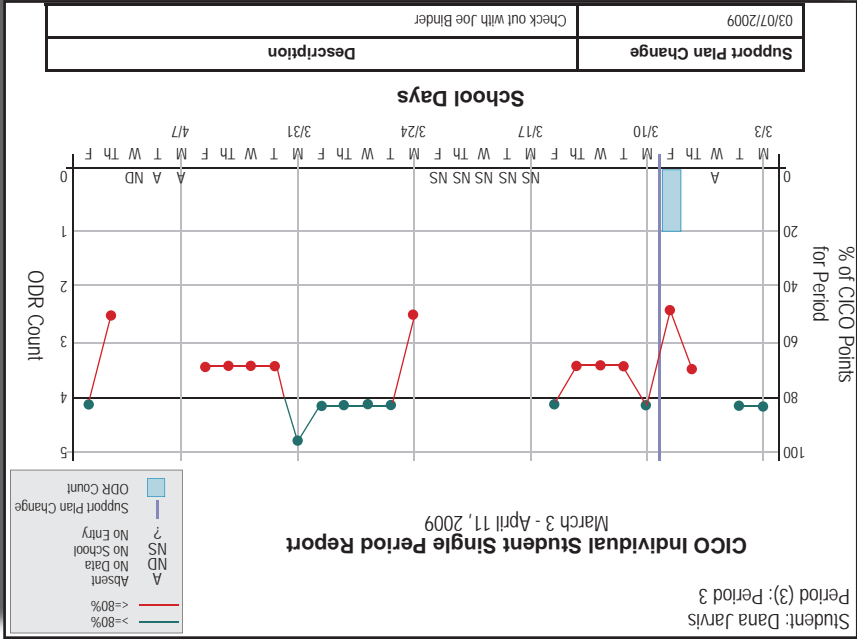 Student: Dana Jarvis
Period (3): Period 3
CICO Individual Student Single Period Report
March 3 - April 11, 2009
>=80%
<=80%
A Absent
ND No Data
NS No School
? No Entry
Support Plan Change
ODR Count
% of CICO Points
for Period
100
80
60
40
20
0
ODR Count
5
4
3
2
1
0
A NS NS NS NS NS A A ND
M T W Th F M T W Th F M T W Th F M T W Th F M T W Th F M T W Th F
3/3 3/10 3/17 3/24 3/31 4/7
School Days
Support Plan Change Description
03/07/2009 Check out with Joe Binder